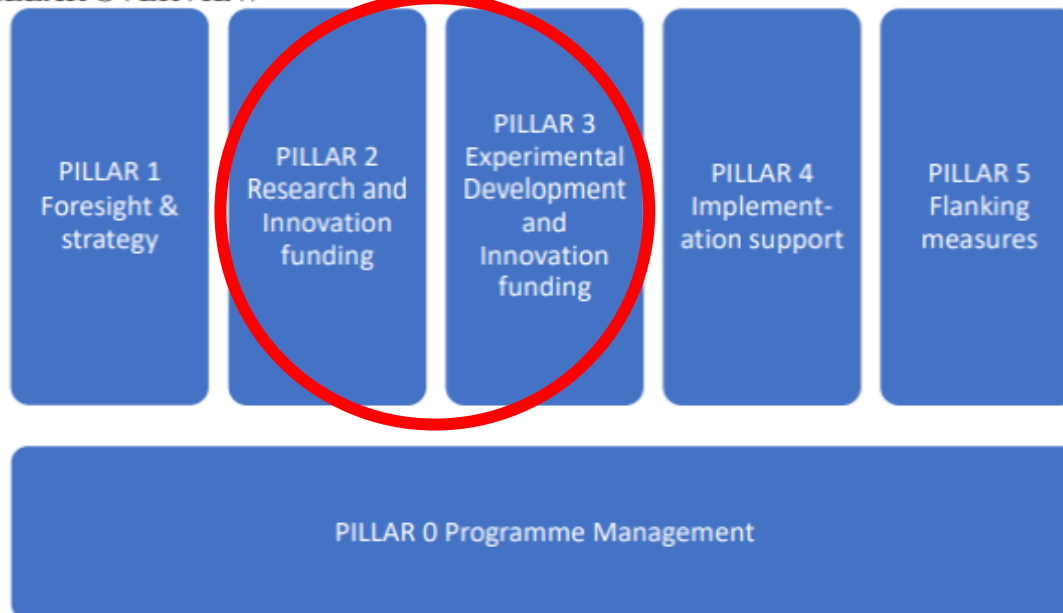 PILLAR 1
Foresight &
strategy
PILLAR 2
Research and
Innovation
funding
PILLAR 3
Experimental
Development
and
Innovation
funding
PILLAR 4
Implement-
ation support
PILLAR 5
Flanking
measures
PILLAR 0 Programme Management